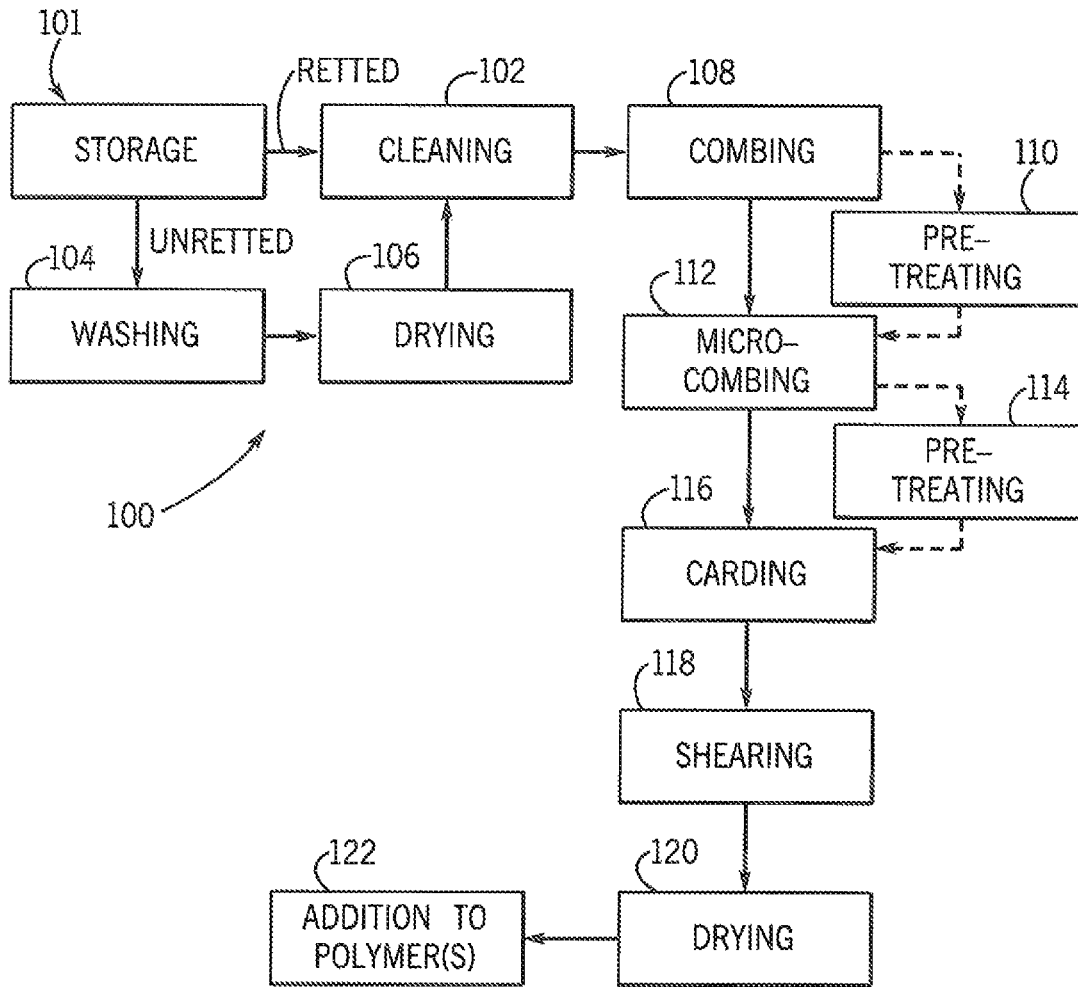 101
RETTED
102
108
STORAGE
CLEANING
COMBING
110
UNRETTED
PRE-
TREATING
104
106
112
WASHING
DRYING
MICRO-
COMBING
114
PRE-
TREATING
100
116
CARDING
118
SHEARING
122
120
ADDITION TO
POLYMER(S)
DRYING